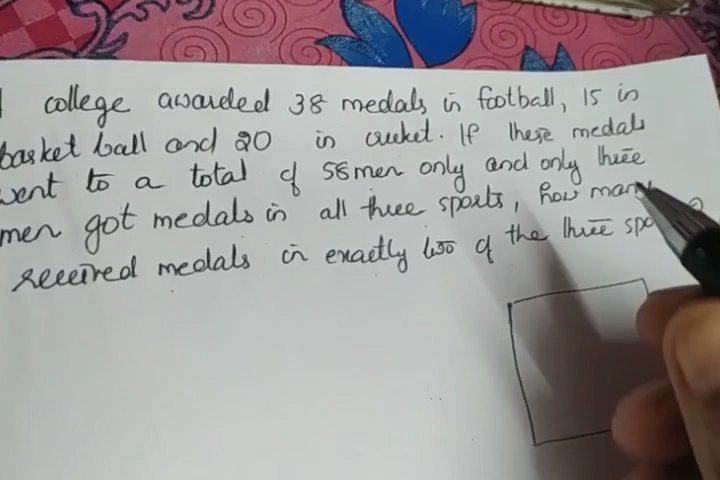 college awarded 38 medals in football, 15 in
basket ball and 20 in cricket. If these medals
went to a total of 58 men only and only three
men got medals in all three sports, how many
received medals in exactly two of the three spo